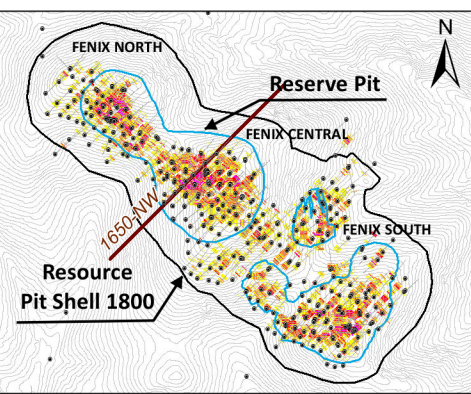 N
FENIX NORTH
Reserve Pit
FENIX CENTRAL
1650-NW
FENIX SOUTH
Resource
Pit Shell 1800